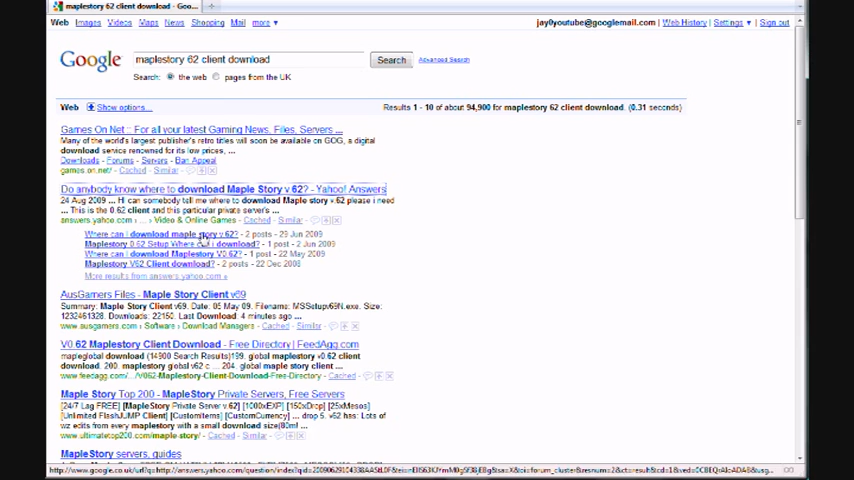 maplestory 62 client download - Goo...
Web Images Videos Maps News Shopping Mail more ▼
jay0youtube@googlemail.com | Web History | Settings ▼ | Sign out
Google
maplestory 62 client download
Search
Advanced Search
Search: the web pages from the UK
Web Show options...
Results 1 - 10 of about 94,900 for maplestory 62 client download. (0.31 seconds)
Games On Net :: For all your latest Gaming News, Files, Servers ...
Many of the world's largest publisher's retro titles will soon be available on GOG, a digital
download service renowned for its low prices, ...
Downloads - Forums - Servers - Ban Appeal
games.on.net/ - Cached - Similar -
Do anybody know where to download Maple Story v.62? - Yahoo! Answers
24 Aug 2009 ... Hi can somebody tell me where to download Maple story v.62 please i need
... This is the 0.62 client and this particular private server's ...
answers.yahoo.com › ... › Video & Online Games - Cached - Similar -
Where can I download maple story v.62? - 2 posts - 29 Jun 2009
Maplestory 0.62 Setup Where can i download? - 1 post - 2 Jun 2009
Where can I download Maplestory V0.62? - 1 post - 22 May 2009
Maplestory V62 Client download? - 2 posts - 22 Dec 2008
More results from answers.yahoo.com »
AusGamers Files - Maple Story Client v69
Summary: Maple Story Client v69. Date: 05 May 09. Filename: MSSetupv69N.exe. Size:
1232461328. Downloads: 22150. Last Download: 4 minutes ago ...
www.ausgamers.com › Software › Download Managers - Cached - Similar -
V0 62 Maplestory Client Download - Free Directory | FeedAgg.com
mapleglobal download (14900 Search Results)199. global maplestory v0.62 client
download. 200. maplestory global v62 c ... 204. global maple story client ...
www.feedagg.com/.../V062-Maplestory-Client-Download-Free-Directory - Cached -
Maple Story Top 200 - MapleStory Private Servers, Free Servers
[24/7 Lag FREE] [MapleStory Private Server v.62] [1000xEXP] [150xDrop] [25xMesos]
[Unlimited FlashJUMP Client] [CustomItems] [CustomCurrency] ... drop 5. v62 has: Lots of
wz edits from every maplestory with a small download size(80ml ...
www.ultimatetop200.com/maple-story/ - Cached - Similar -
MapleStory servers, guides